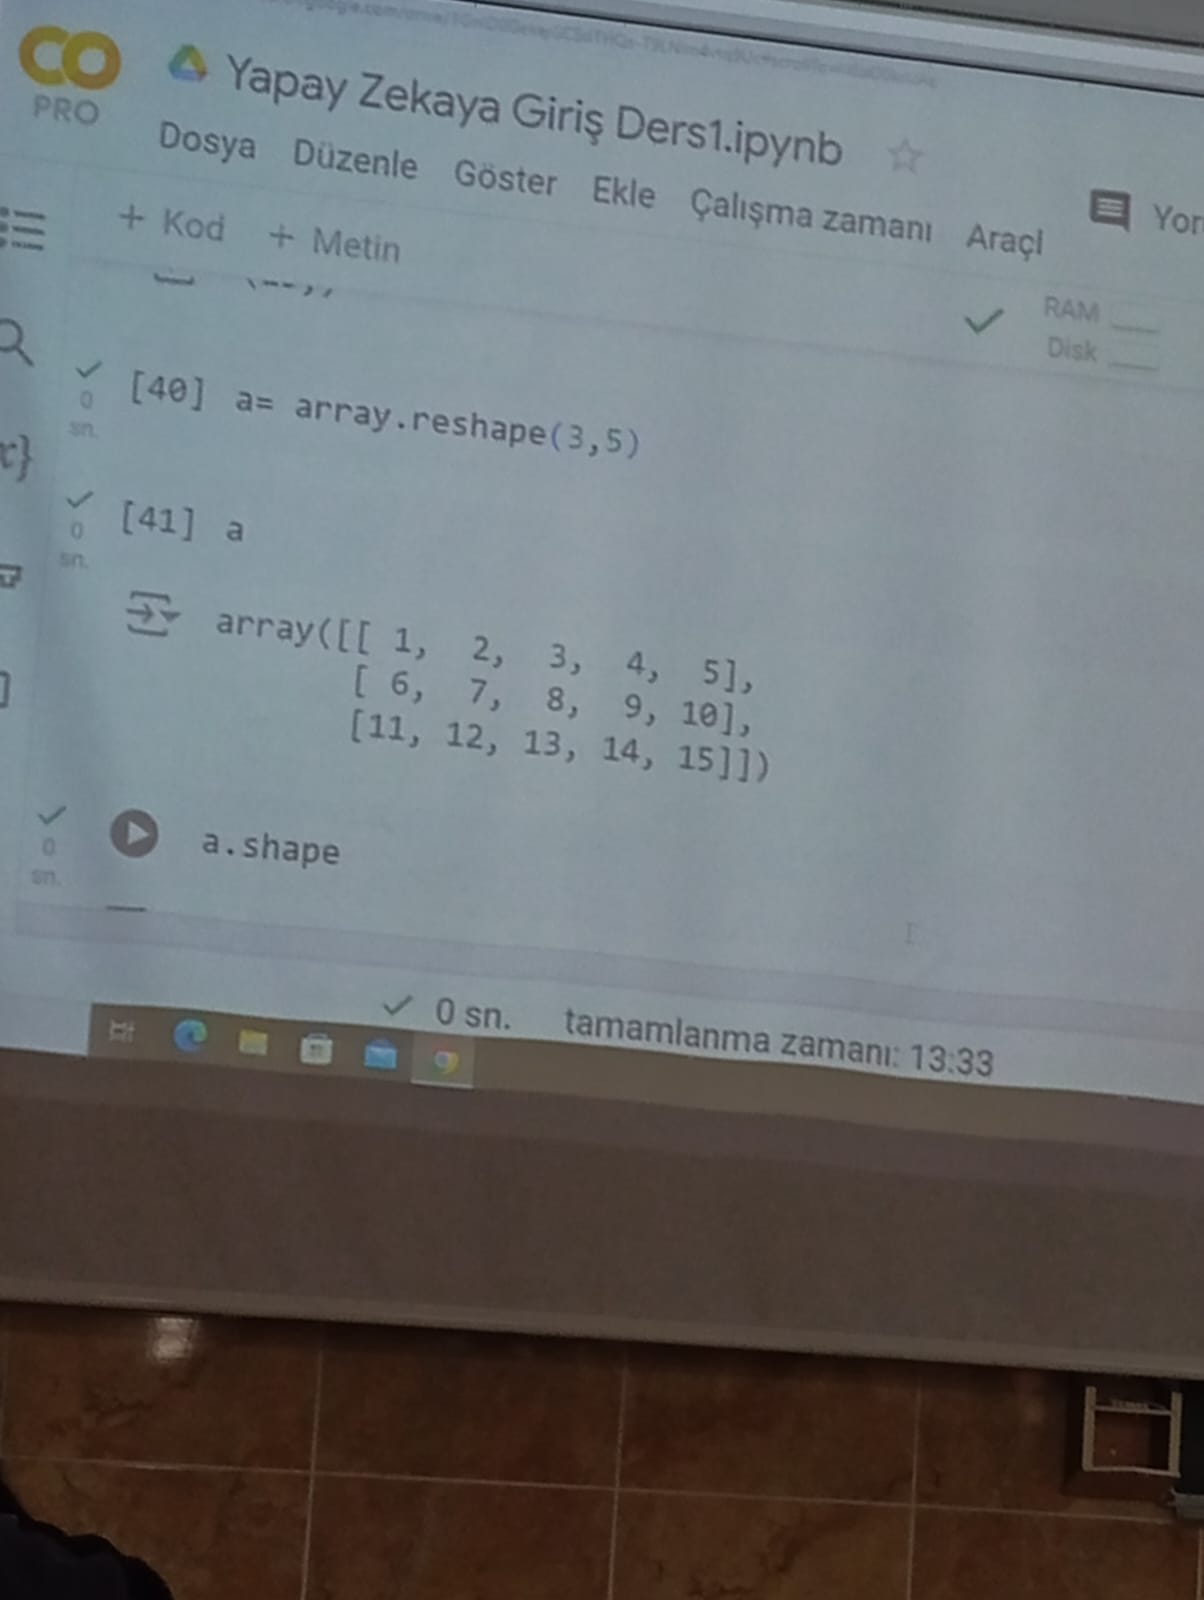 CO
PRO
Yapay Zekaya Giriş Ders1.ipynb
Dosya Düzenle Göster Ekle Çalışma zamanı Araçl
Yor
+ Kod + Metin
RAM
Disk
[40] a= array.reshape(3,5)
0
sn.
[41] a
0
sn.
array([[ 1, 2, 3, 4, 5],
[ 6, 7, 8, 9, 10],
[11, 12, 13, 14, 15]])
a.shape
0
sn.
0 sn. tamamlanma zamanı: 13:33